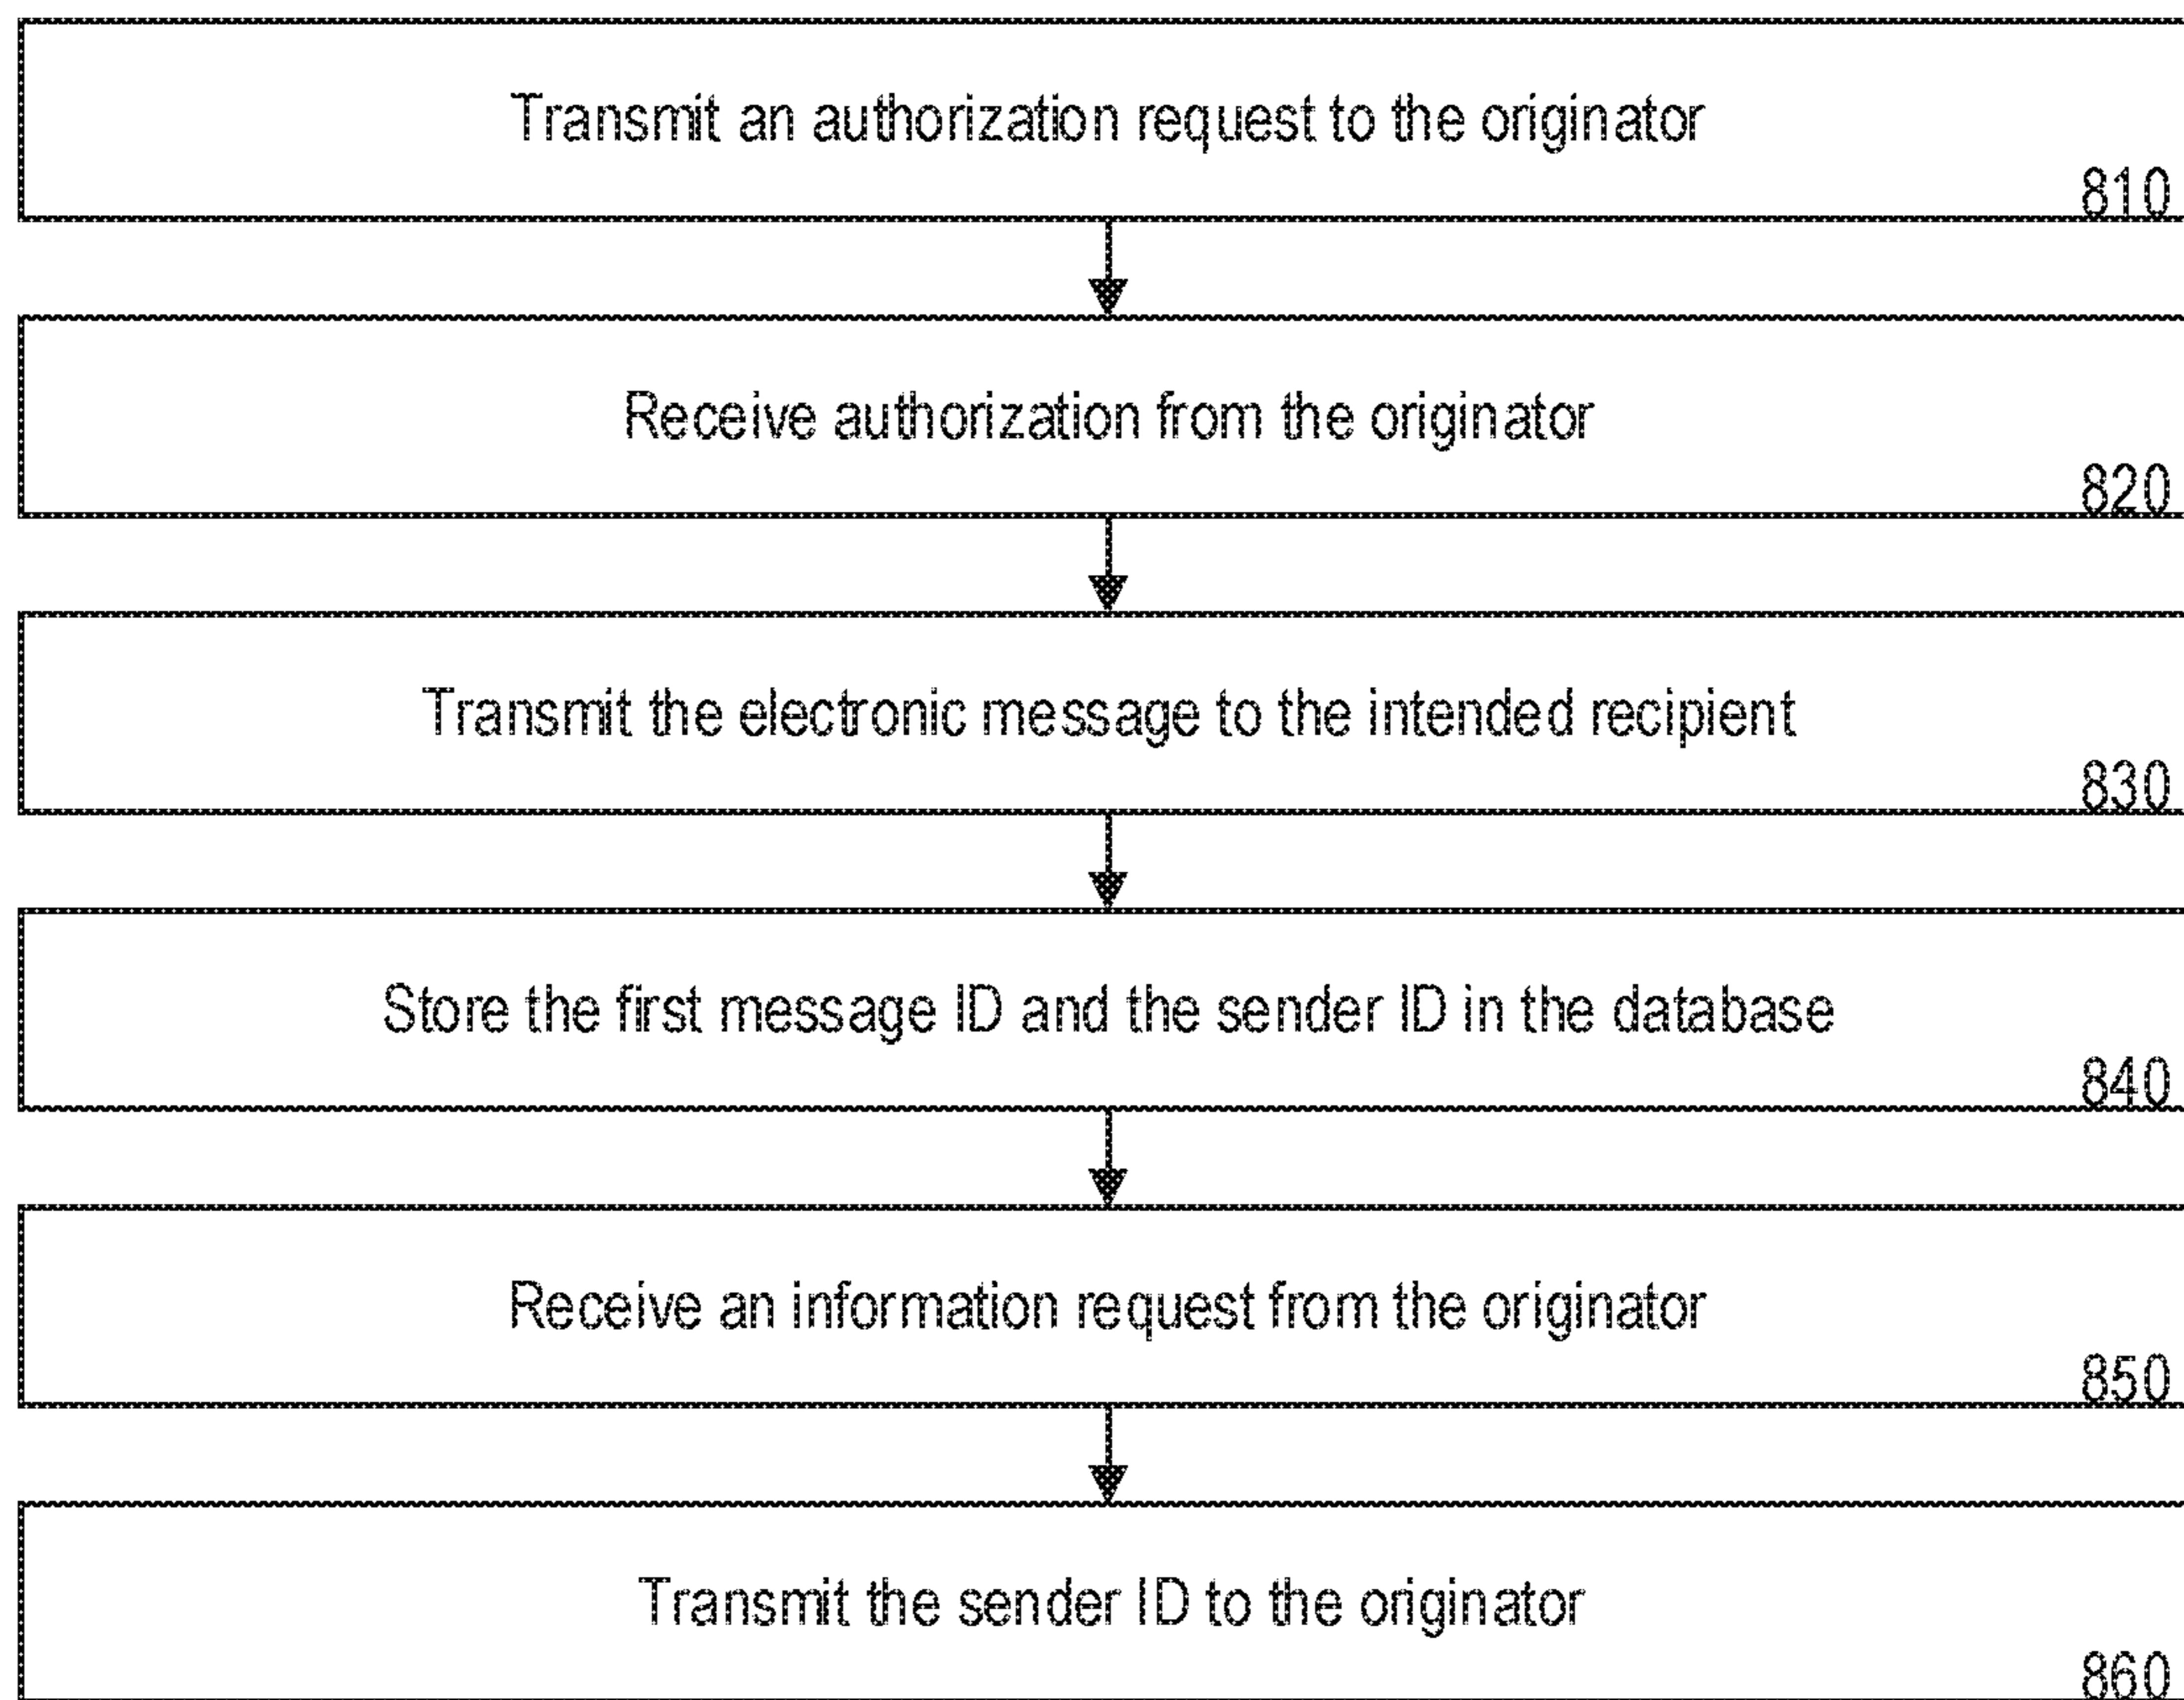 Transmit an authorization request to the originator
810
Receive authorization from the originator
820
Transmit the electronic message to the intended recipient
830
Store the first message ID and the sender ID in the database
840
Receive an information request from the originator
850
Transmit the sender ID to the originator
860